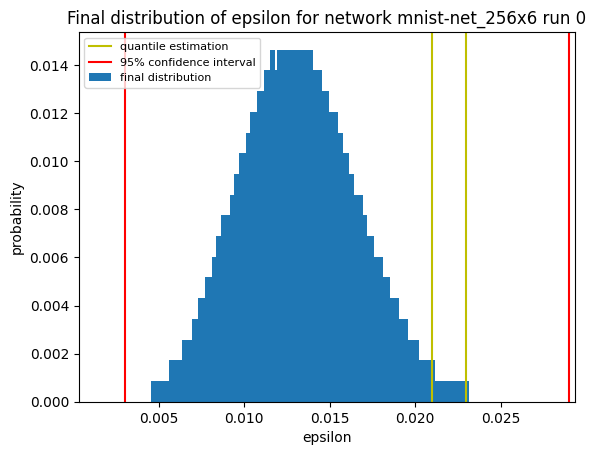 Final distribution of epsilon for network mnist-net_256x6 run 0
quantile estimation
95% confidence interval
final distribution
0.014
0.012
0.010
0.008
0.006
0.004
0.002
0.000
probability
0.005 0.010 0.015 0.020 0.025
epsilon